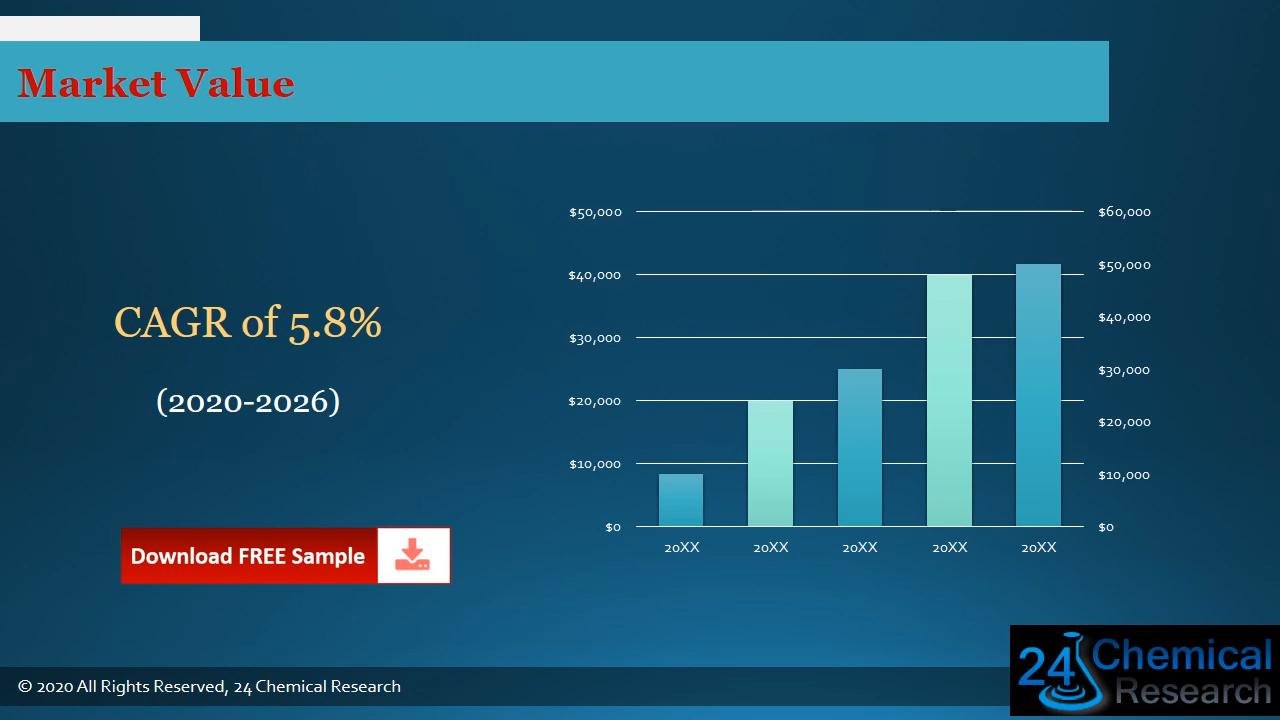 Market Value
CAGR of 5.8%
(2020-2026)
Download FREE Sample
$50,000
$40,000
$30,000
$20,000
$10,000
$0
$60,000
$50,000
$40,000
$30,000
$20,000
$10,000
$0
20XX 20XX 20XX 20XX 20XX
© 2020 All Rights Reserved, 24 Chemical Research
24 Chemical
Research